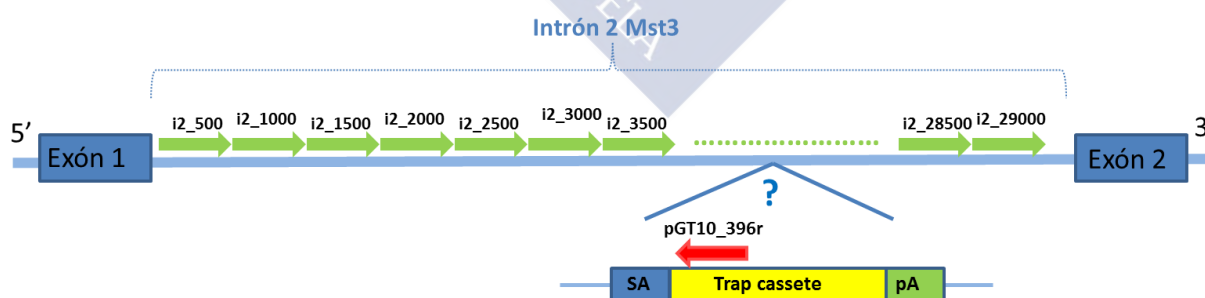 ELA
Intrón 2 Mst3
5’
i2_500 i2_1000 i2_1500 i2_2000 i2_2500 i2_3000 i2_3500 i2_28500 i2_29000
Exón 1
Exón 2
?
pGT10_396r
SA Trap cassete pA